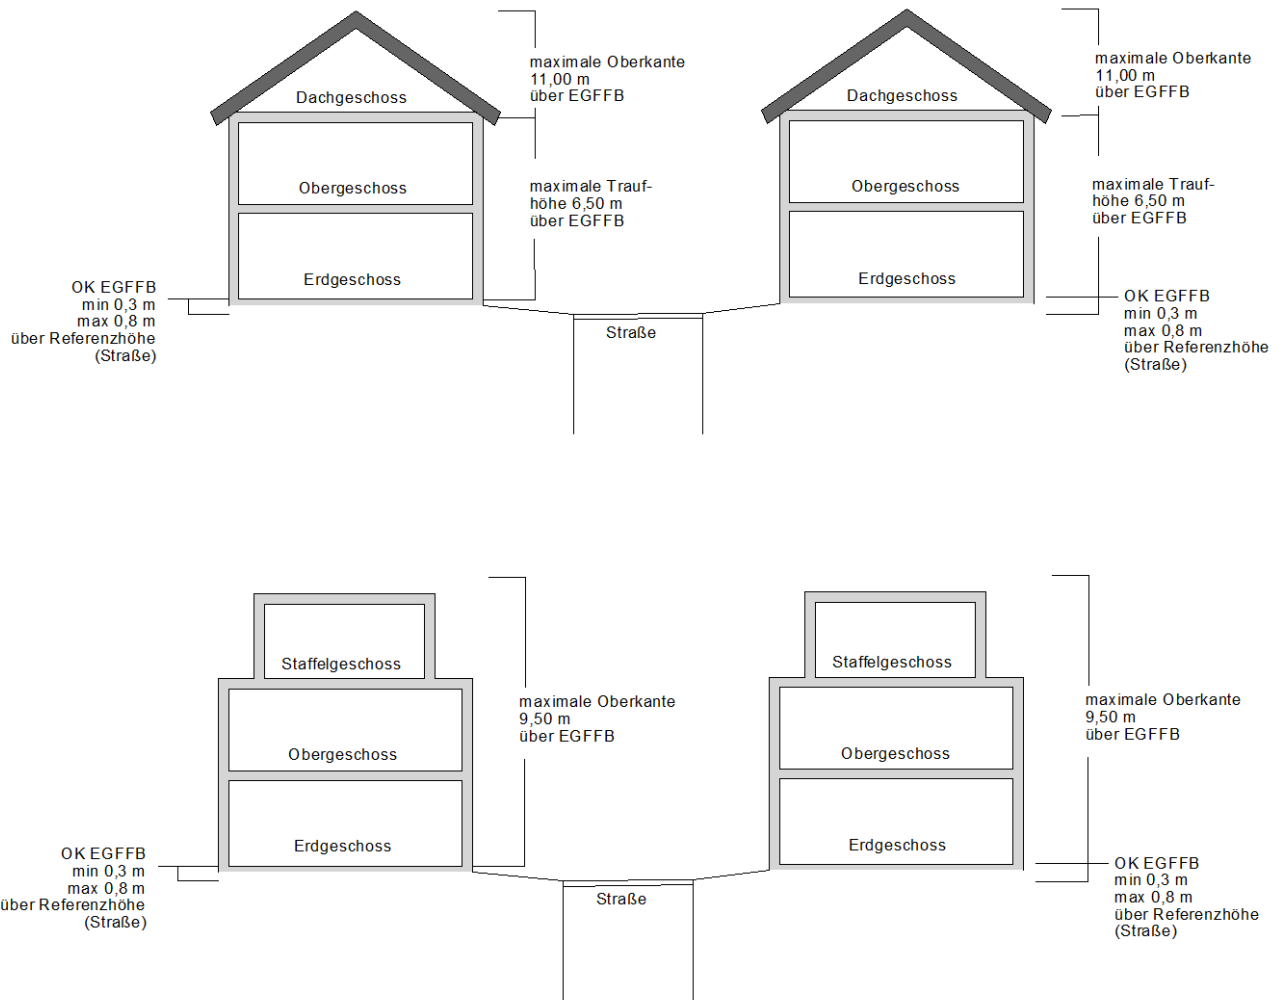 maximale Oberkante
11,00 m
über EGFFB
Dachgeschoss
maximale Trauf-
höhe 6,50 m
über EGFFB
Obergeschoss
Erdgeschoss
OK EGFFB
min 0,3 m
max 0,8 m
über Referenzhöhe
(Straße)
Straße
maximale Oberkante
11,00 m
über EGFFB
Dachgeschoss
maximale Trauf-
höhe 6,50 m
über EGFFB
Obergeschoss
Erdgeschoss
OK EGFFB
min 0,3 m
max 0,8 m
über Referenzhöhe
(Straße)
Staffelgeschoss
maximale Oberkante
9,50 m
über EGFFB
Obergeschoss
Erdgeschoss
OK EGFFB
min 0,3 m
max 0,8 m
über Referenzhöhe
(Straße)
Straße
Staffelgeschoss
maximale Oberkante
9,50 m
über EGFFB
Obergeschoss
Erdgeschoss
OK EGFFB
min 0,3 m
max 0,8 m
über Referenzhöhe
(Straße)